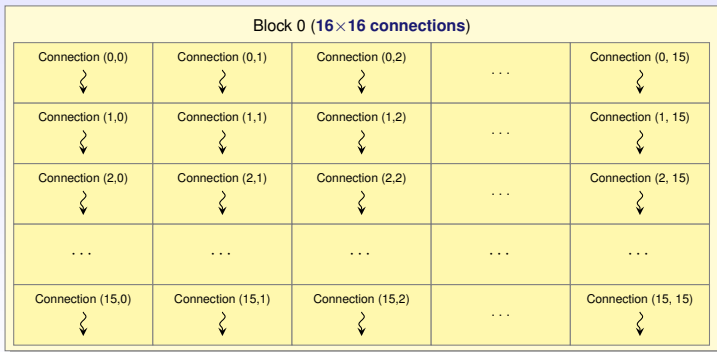 Block 0 (16×16 connections)
Connection (0,0) Connection (0,1) Connection (0,2) ... Connection (0, 15)
Connection (1,0) Connection (1,1) Connection (1,2) ... Connection (1, 15)
Connection (2,0) Connection (2,1) Connection (2,2) ... Connection (2, 15)
... ... ... ... ...
Connection (15,0) Connection (15,1) Connection (15,2) ... Connection (15, 15)